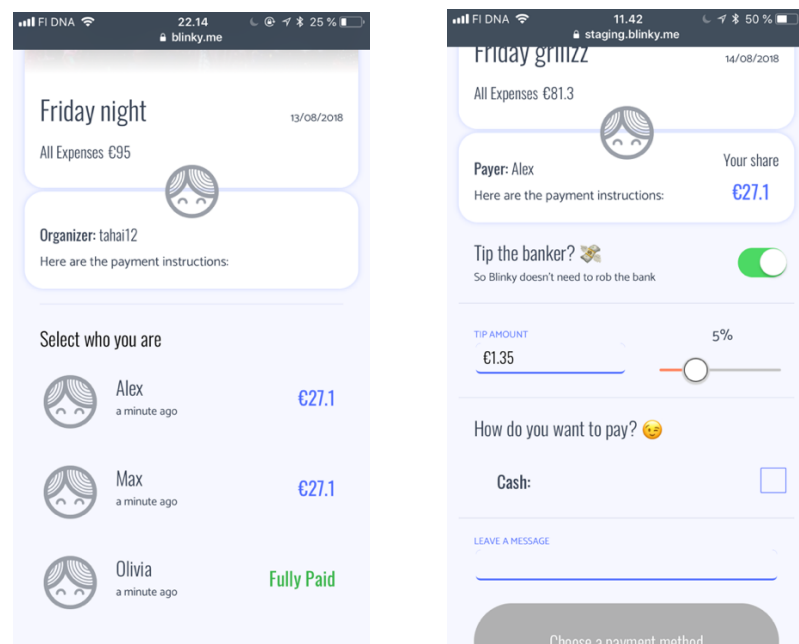 FI DNA 22.14 25 %
blinky.me
Friday night
13/08/2018
All Expenses €95
Organizer: tahai12
Here are the payment instructions:
Select who you are
Alex
a minute ago
€27.1
Max
a minute ago
€27.1
Olivia
a minute ago
Fully Paid
FI DNA 11.42 50 %
staging.blinky.me
Friday grillzz
14/08/2018
All Expenses €81.3
Payer: Alex
Your share
Here are the payment instructions:
€27.1
Tip the banker? 💸
So Blinky doesn't need to rob the bank
TIP AMOUNT
5%
€1.35
How do you want to pay? 😉
Cash:
LEAVE A MESSAGE
Choose a payment method